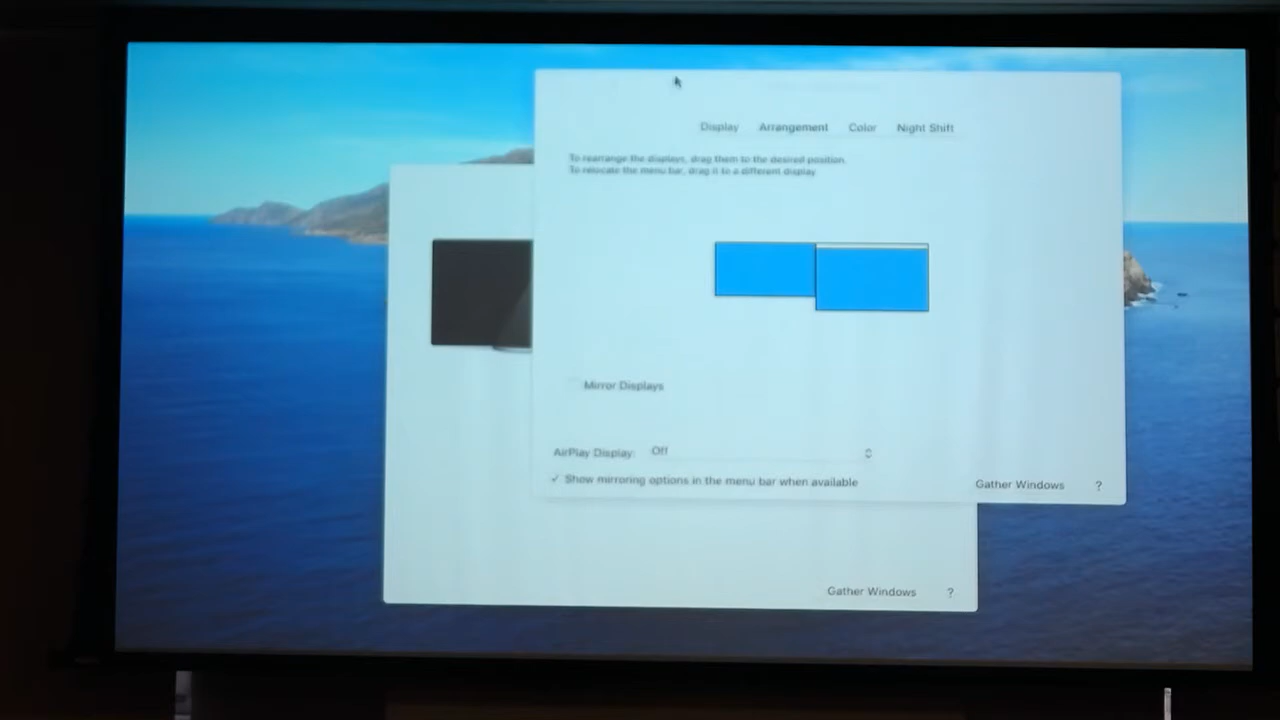 Display Arrangement Color Night Shift
To rearrange the displays, drag them to the desired position.
To relocate the menu bar, drag it to a different display.
Mirror Displays
AirPlay Display: Off
✓ Show mirroring options in the menu bar when available
Gather Windows ?
Gather Windows ?